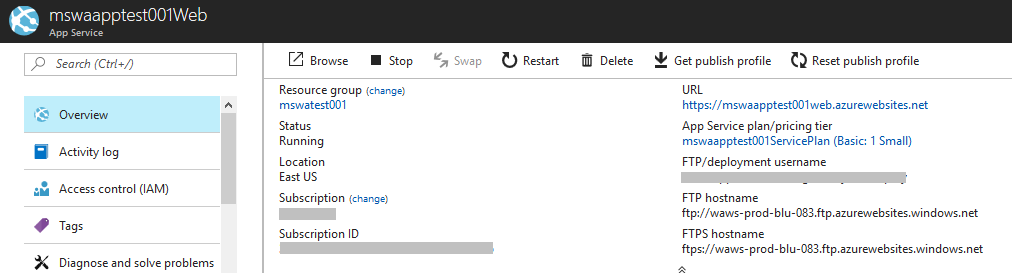 mswaapptest001Web
App Service
Search (Ctrl+/)
Overview
Activity log
Access control (IAM)
Tags
Diagnose and solve problems
Browse Stop Swap Restart Delete Get publish profile Reset publish profile
Resource group (change)
mswatest001
Status
Running
Location
East US
Subscription (change)
Subscription ID
URL
https://mswaapptest001web.azurewebsites.net
App Service plan/pricing tier
mswaapptest001ServicePlan (Basic: 1 Small)
FTP/deployment username
FTP hostname
ftp://waws-prod-blu-083.ftp.azurewebsites.windows.net
FTPS hostname
ftps://waws-prod-blu-083.ftp.azurewebsites.windows.net